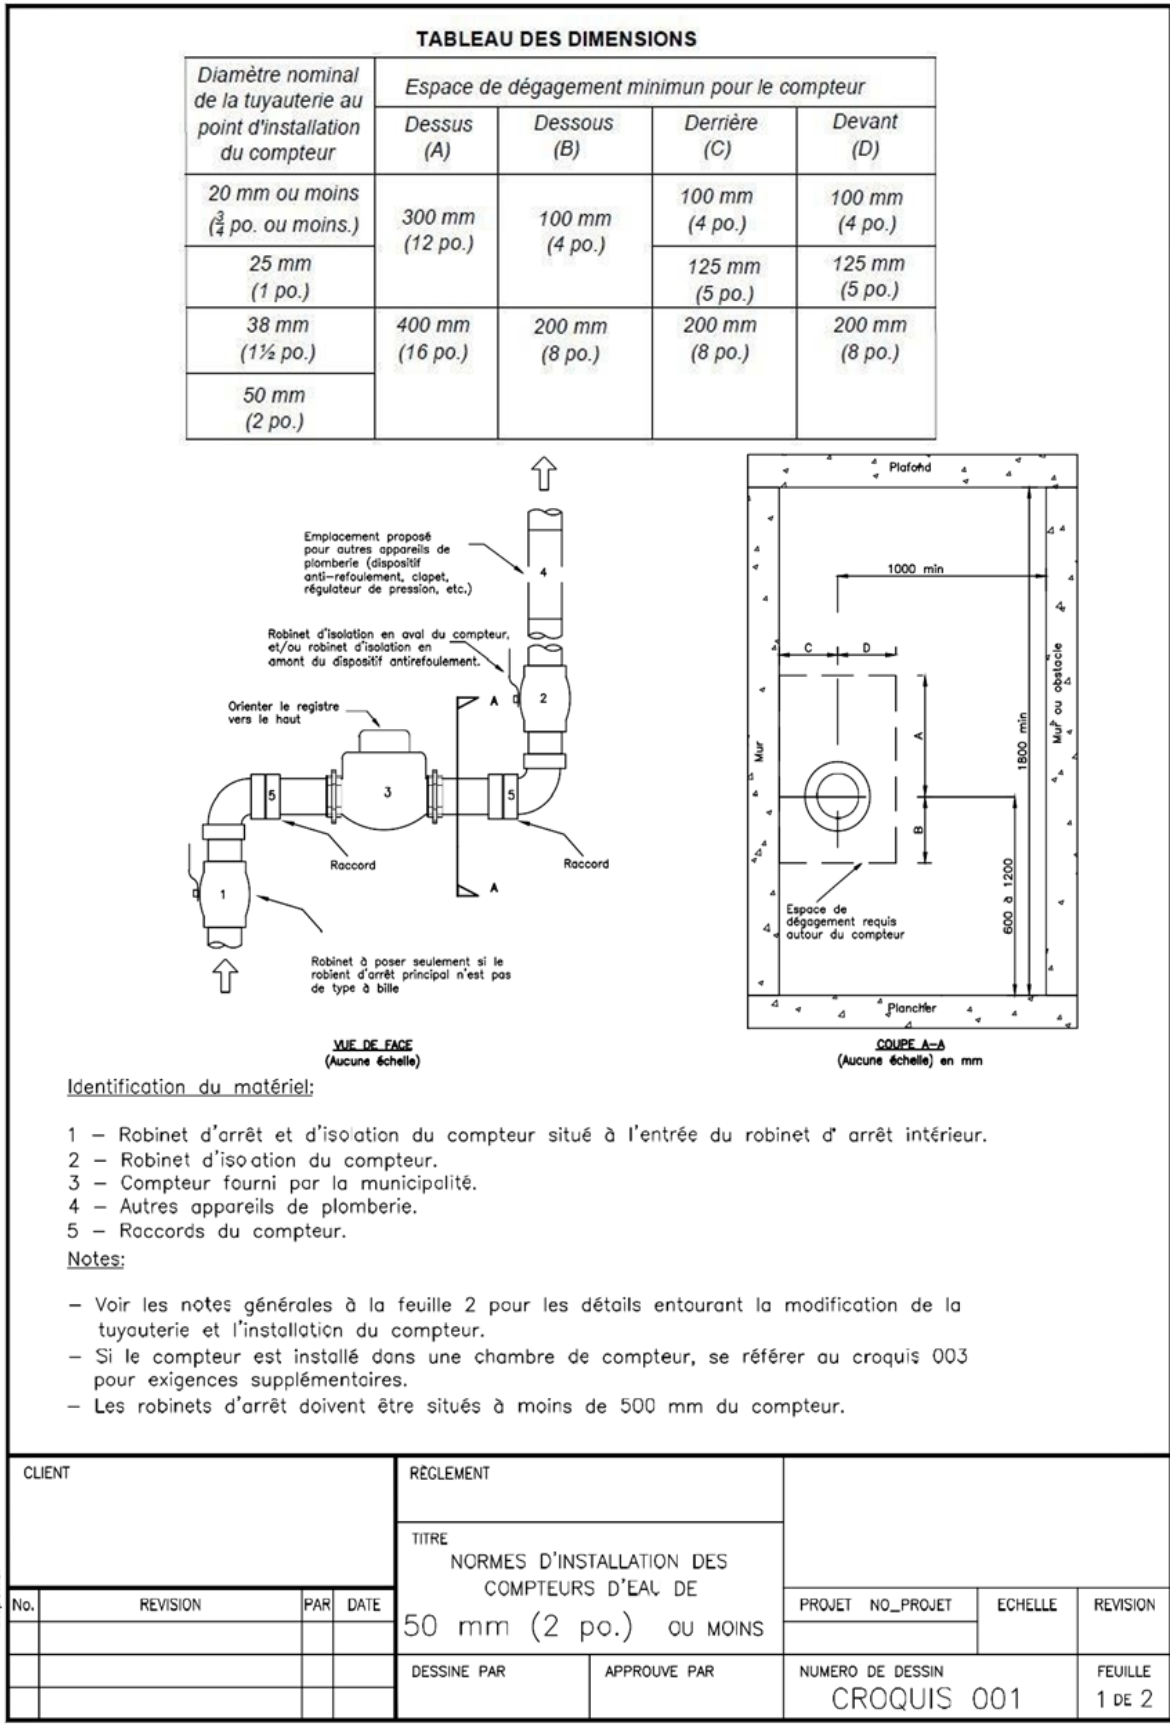 TABLEAU DES DIMENSIONS
Diamètre nominal
de la tuyauterie au
point d'installation
du compteur
Espace de dégagement minimun pour le compteur
Dessus
(A)
Dessous
(B)
Derrière
(C)
Devant
(D)
20 mm ou moins
(¾ po. ou moins.)
300 mm
(12 po.)
100 mm
(4 po.)
100 mm
(4 po.)
100 mm
(4 po.)
25 mm
(1 po.)
125 mm
(5 po.)
125 mm
(5 po.)
38 mm
(1½ po.)
400 mm
(16 po.)
200 mm
(8 po.)
200 mm
(8 po.)
200 mm
(8 po.)
50 mm
(2 po.)
Emplacement proposé
pour autres appareils de
plomberie (dispositif
anti-refoulement, clapet,
régulateur de pression, etc.)
4
Robinet d'isolation en aval du compteur,
et/ou robinet d'isolation en
amont du dispositif antirefoulement.
A
2
Orienter le registre
vers le haut
5
3
5
Raccord
Raccord
A
1
Robinet à poser seulement si le
robient d'arrêt principal n'est pas
de type à bille
VUE DE FACE
(Aucune échelle)
Plafond
1000 min
C
D
A
B
Mur
Mur ou obstacle
1800 min
600 à 1200
Espace de
dégagement requis
autour du compteur
Plancher
COUPE A-A
(Aucune échelle) en mm
Identification du matériel:
1 – Robinet d'arrêt et d'isolation du compteur situé à l'entrée du robinet d' arrêt intérieur.
2 – Robinet d'isolation du compteur.
3 – Compteur fourni par la municipalité.
4 – Autres appareils de plomberie.
5 – Raccords du compteur.
Notes:
– Voir les notes générales à la feuille 2 pour les détails entourant la modification de la
tuyauterie et l'installation du compteur.
– Si le compteur est installé dans une chambre de compteur, se référer au croquis 003
pour exigences supplémentaires.
– Les robinets d'arrêt doivent être situés à moins de 500 mm du compteur.
CLIENT
RÈGLEMENT
TITRE
NORMES D'INSTALLATION DES
COMPTEURS D'EAU DE
50 mm (2 po.) OU MOINS
No.
REVISION
PAR
DATE
PROJET NO_PROJET
ECHELLE
REVISION
DESSINE PAR
APPROUVE PAR
NUMERO DE DESSIN
CROQUIS 001
FEUILLE
1 DE 2